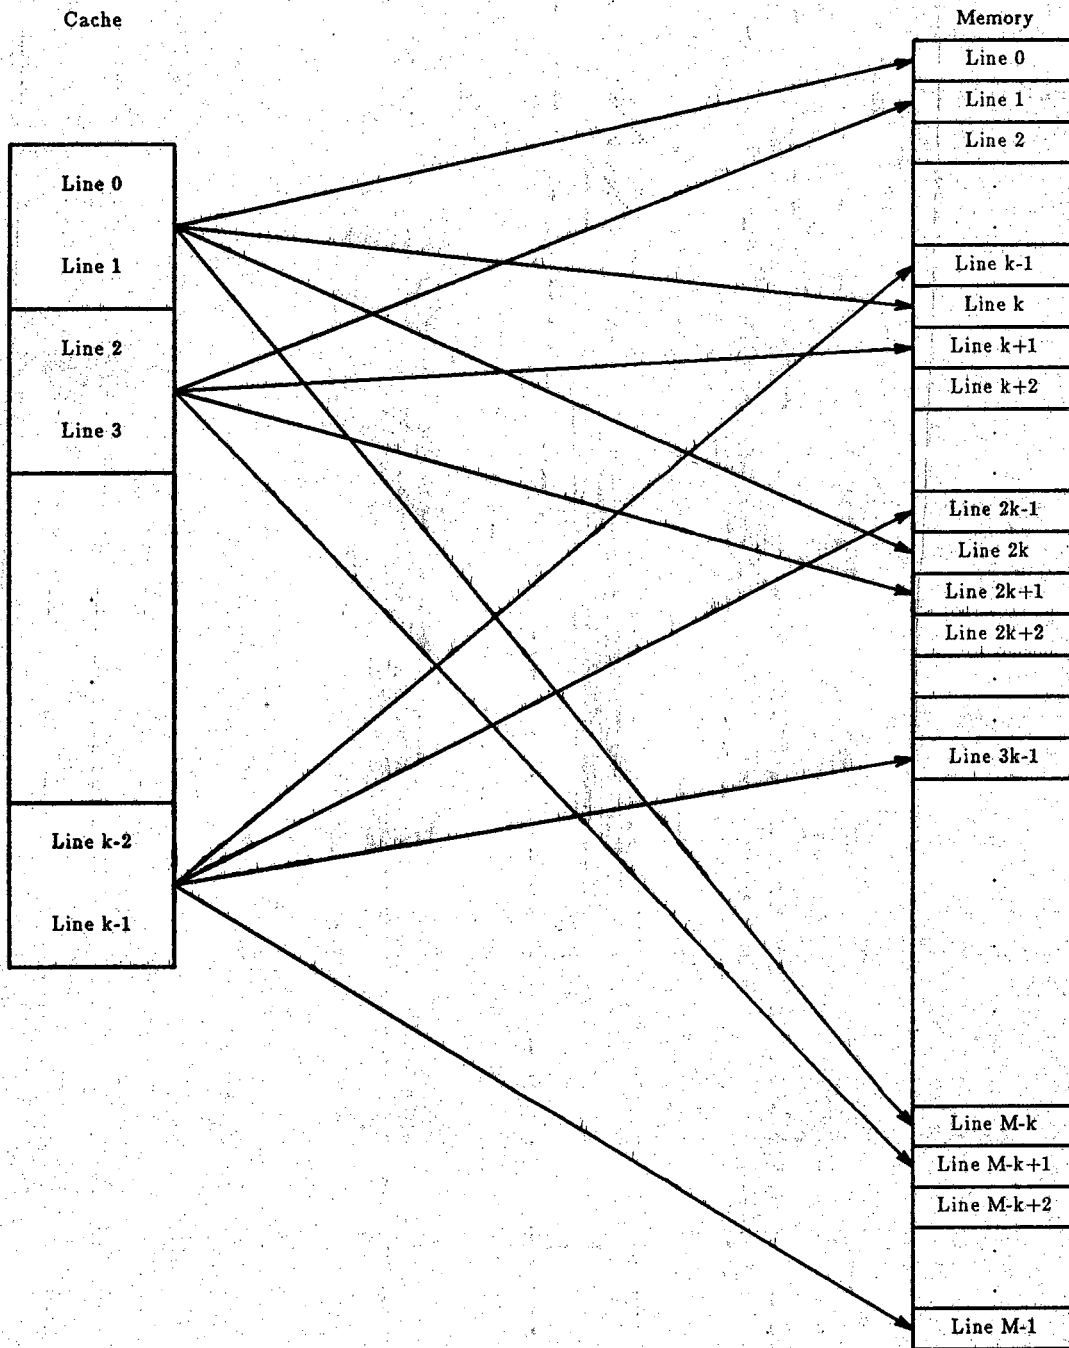 Cache
Line 0
Line 1
Line 2
Line 3
Line k-2
Line k-1
Memory
Line 0
Line 1
Line 2
Line k-1
Line k
Line k+1
Line k+2
Line 2k-1
Line 2k
Line 2k+1
Line 2k+2
Line 3k-1
Line M-k
Line M-k+1
Line M-k+2
Line M-1